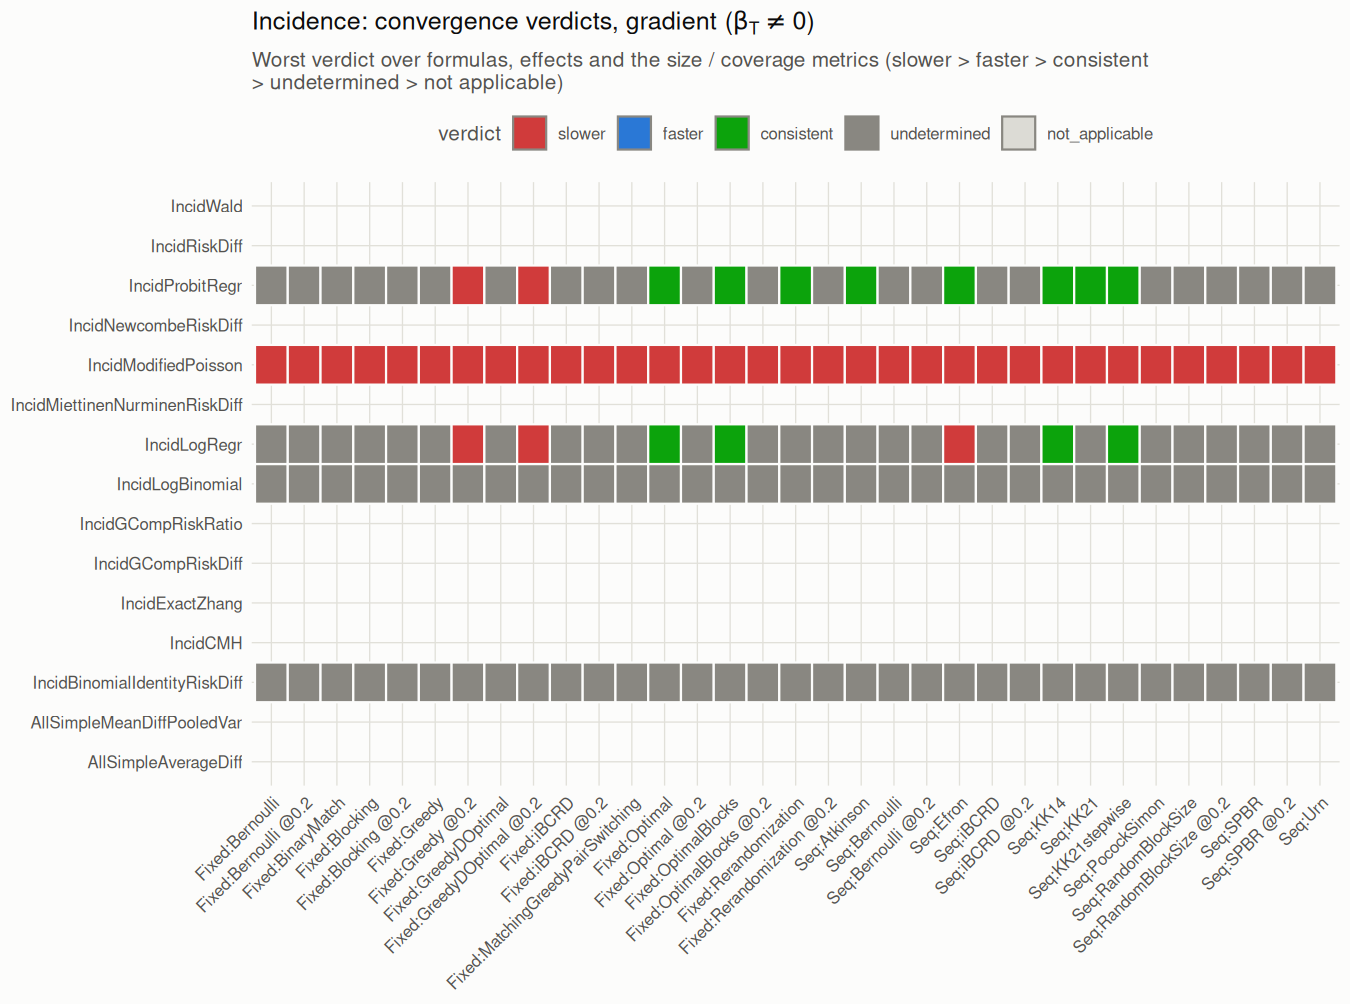 Incidence: convergence verdicts, gradient (βT ≠ 0)
Worst verdict over formulas, effects and the size / coverage metrics (slower > faster > consistent
> undetermined > not applicable)
verdict slower faster consistent undetermined not_applicable
IncidWald
IncidRiskDiff
IncidProbitRegr
IncidNewcombeRiskDiff
IncidModifiedPoisson
IncidMiettinenNurminenRiskDiff
IncidLogRegr
IncidLogBinomial
IncidGCompRiskRatio
IncidGCompRiskDiff
IncidExactZhang
IncidCMH
IncidBinomialIdentityRiskDiff
AllSimpleMeanDiffPooledVar
AllSimpleAverageDiff
Fixed:Bernoulli
Fixed:Bernoulli @0.2
Fixed:BinaryMatch
Fixed:Blocking
Fixed:Blocking @0.2
Fixed:Greedy
Fixed:Greedy @0.2
Fixed:GreedyDOptimal
Fixed:GreedyDOptimal @0.2
Fixed:iBCRD
Fixed:iBCRD @0.2
Fixed:MatchingGreedyPairSwitching
Fixed:Optimal
Fixed:Optimal @0.2
Fixed:OptimalBlocks
Fixed:OptimalBlocks @0.2
Fixed:Rerandomization
Fixed:Rerandomization @0.2
Seq:Atkinson
Seq:Bernoulli
Seq:Bernoulli @0.2
Seq:Efron
Seq:iBCRD
Seq:iBCRD @0.2
Seq:KK14
Seq:KK21
Seq:KK21stepwise
Seq:PocockSimon
Seq:RandomBlockSize
Seq:RandomBlockSize @0.2
Seq:SPBR
Seq:SPBR @0.2
Seq:Urn